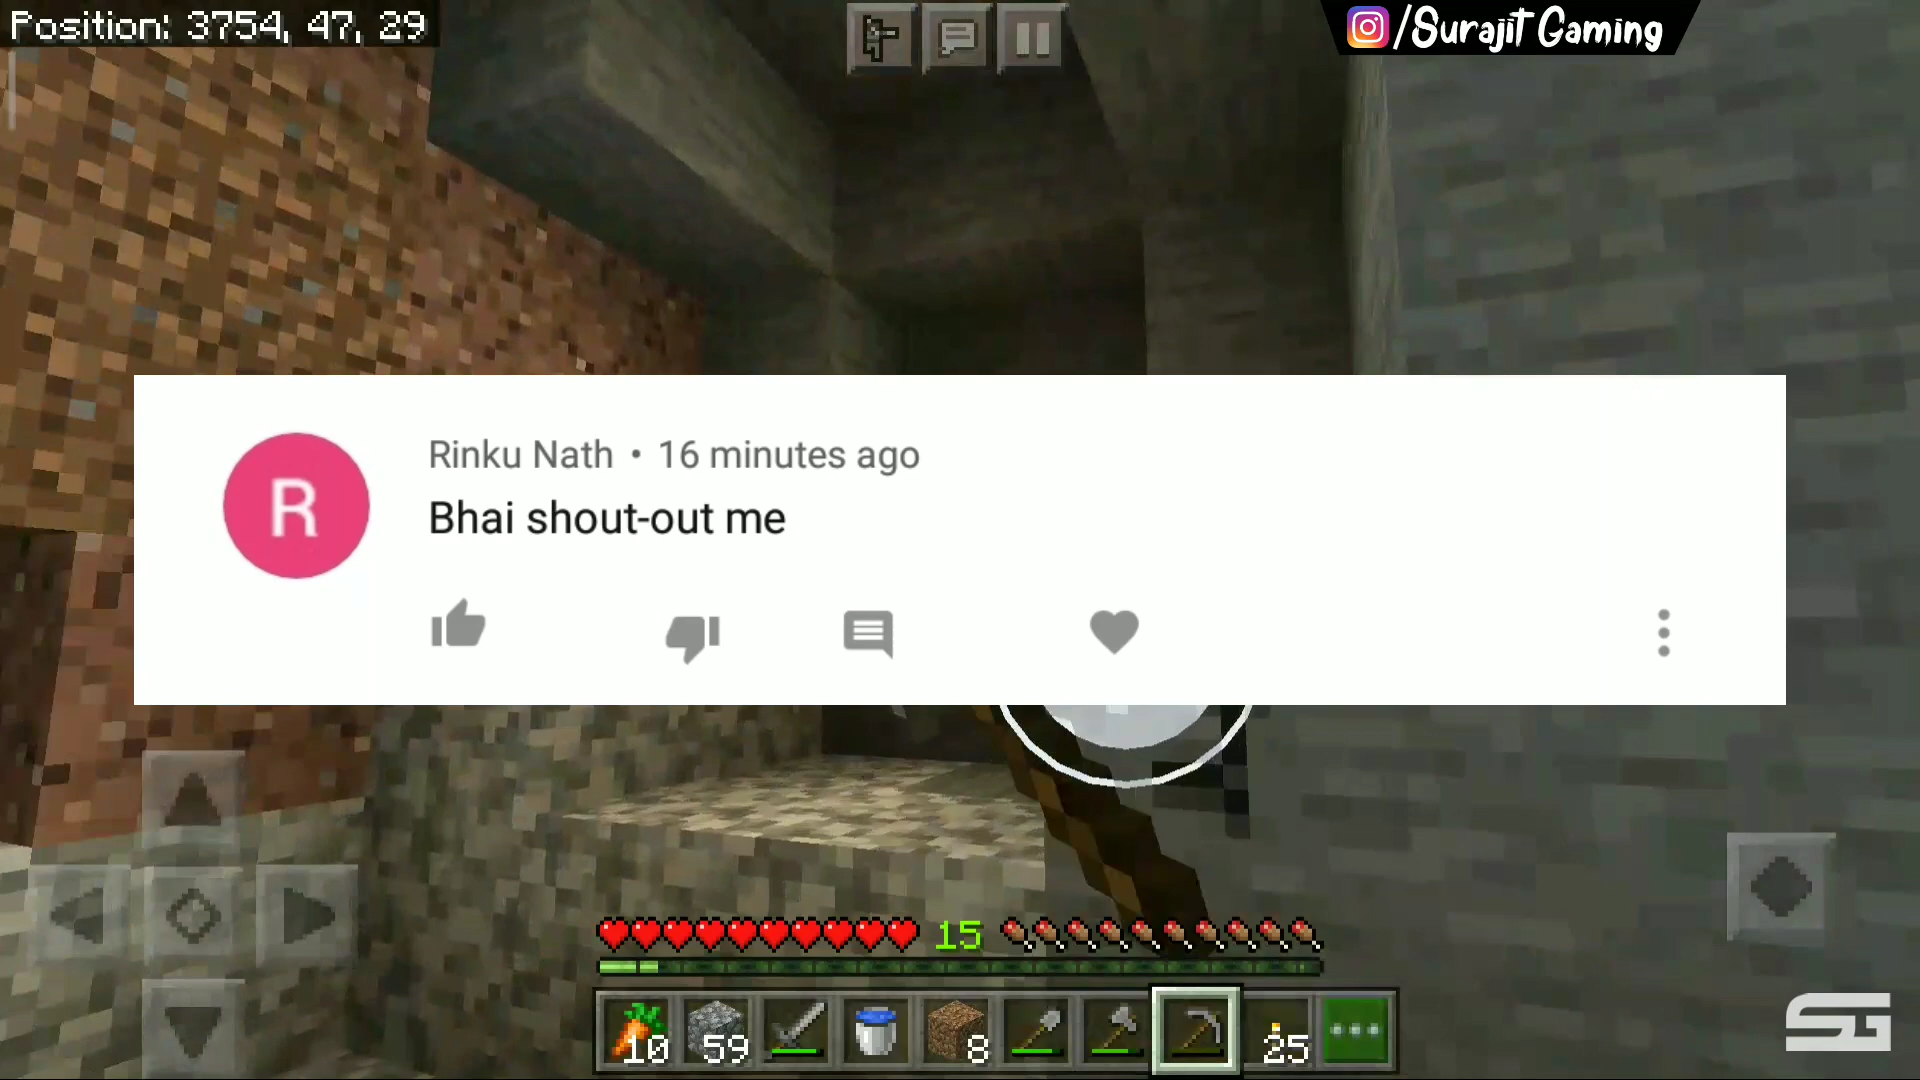 Position: 3754, 47, 29
/Surajit Gaming
R
Rinku Nath • 16 minutes ago
Bhai shout-out me
15
10
59
8
25
SG